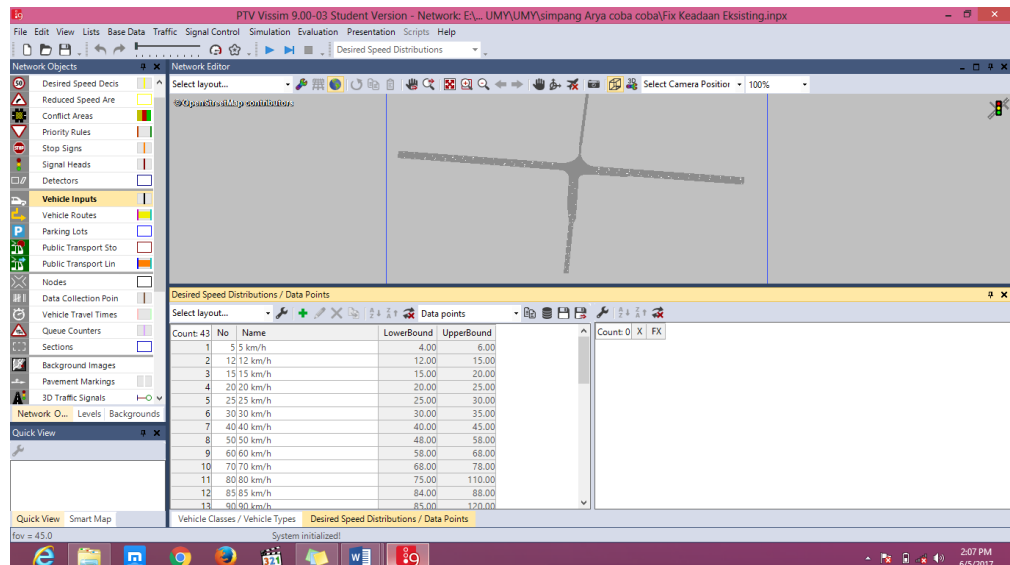 PTV Vissim 9.00-03 Student Version - Network: E:\... UMY\UMY\simpang Arya coba coba\Fix Keadaan Eksisting.inpx
File Edit View Lists Base Data Traffic Signal Control Simulation Evaluation Presentation Scripts Help
Desired Speed Distributions
Network Objects
Network Editor
50 Desired Speed Decis
Reduced Speed Are
Conflict Areas
Priority Rules
STOP Stop Signs
Signal Heads
Detectors
Vehicle Inputs
Vehicle Routes
P Parking Lots
Public Transport Sto
Public Transport Lin
Nodes
Data Collection Poin
Vehicle Travel Times
Queue Counters
Sections
Background Images
Pavement Markings
3D Traffic Signals
Network O... Levels Backgrounds
Quick View
Quick View Smart Map
Select layout... 3D Select Camera Position 100%
© OpenStreetMap contributors
Desired Speed Distributions / Data Points
Select layout... Data points
Count: 43 No Name LowerBound UpperBound
1 5 5 km/h 4.00 6.00
2 12 12 km/h 12.00 15.00
3 15 15 km/h 15.00 20.00
4 20 20 km/h 20.00 25.00
5 25 25 km/h 25.00 30.00
6 30 30 km/h 30.00 35.00
7 40 40 km/h 40.00 45.00
8 50 50 km/h 48.00 58.00
9 60 60 km/h 58.00 68.00
10 70 70 km/h 68.00 78.00
11 80 80 km/h 75.00 110.00
12 85 85 km/h 84.00 88.00
13 90 90 km/h 85.00 120.00
Count: 0 X FX
Vehicle Classes / Vehicle Types Desired Speed Distributions / Data Points
fov = 45.0 System initialized!
2:07 PM
6/5/2017